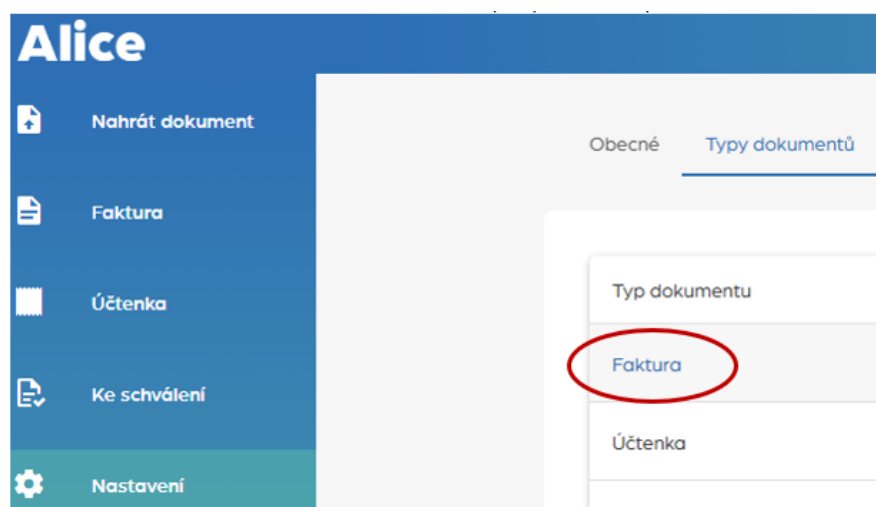 Alice
Nahrát dokument
Faktura
Účtenka
Ke schválení
Nastavení
Obecné Typy dokumentů
Typ dokumentu
Faktura
Účtenka